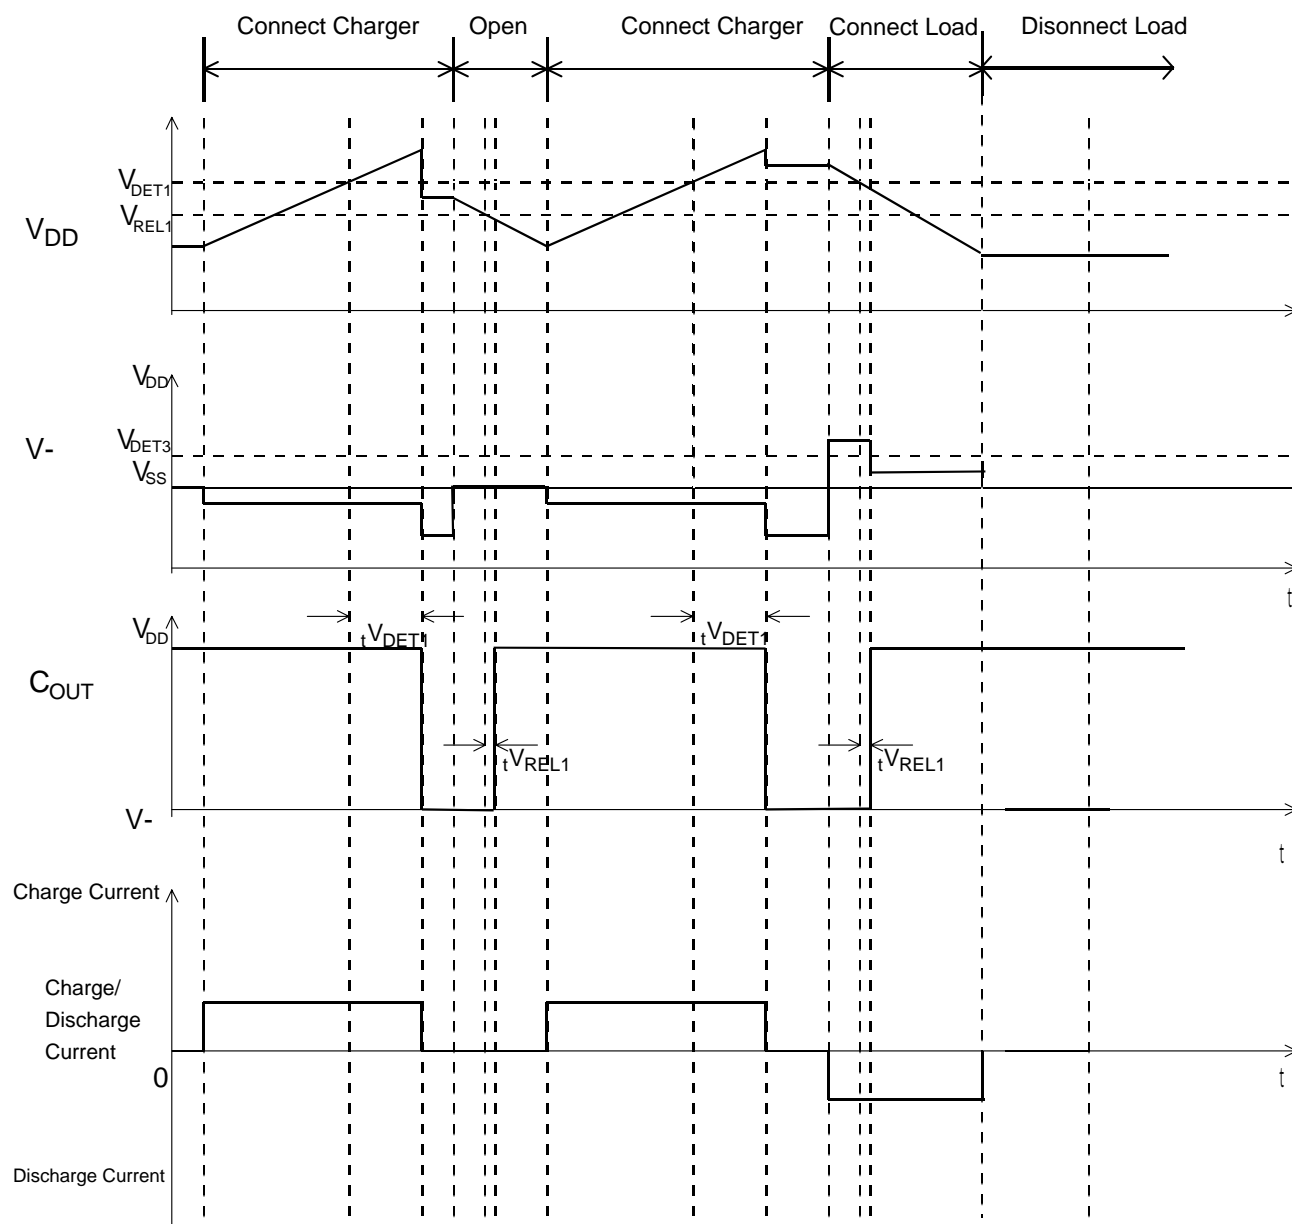 Connect Charger Open Connect Charger Connect Load Disonnect Load
VDET1
VREL1
VDD
VDD
VDET3
V-
VSS
t
VDD
tVDET1 tVDET1
COUT
tVREL1 tVREL1
V-
t
Charge Current
Charge/
Discharge
Current
0
t
Discharge Current